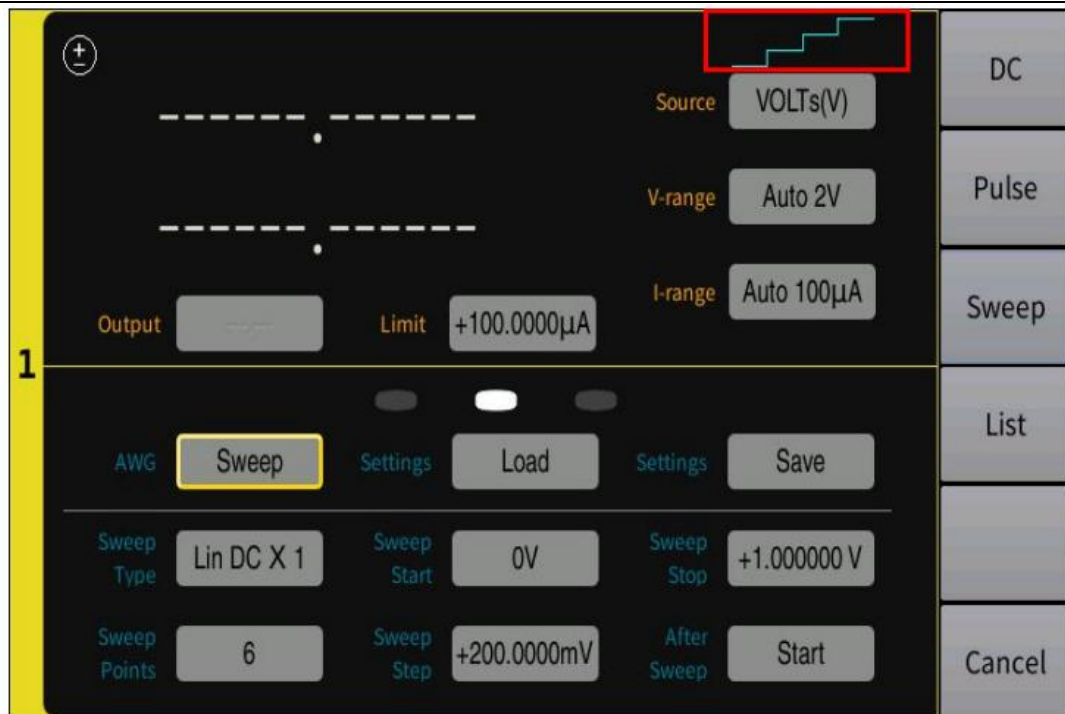 ±
DC
Source VOLTs(V)
------.------
Pulse
V-range Auto 2V
------.------
I-range Auto 100μA
Output Limit +100.0000μA
Sweep
1
List
AWG Sweep Settings Load Settings Save
Sweep Type Lin DC X 1 Sweep Start 0V Sweep Stop +1.000000 V
Sweep Points 6 Sweep Step +200.0000mV After Sweep Start
Cancel